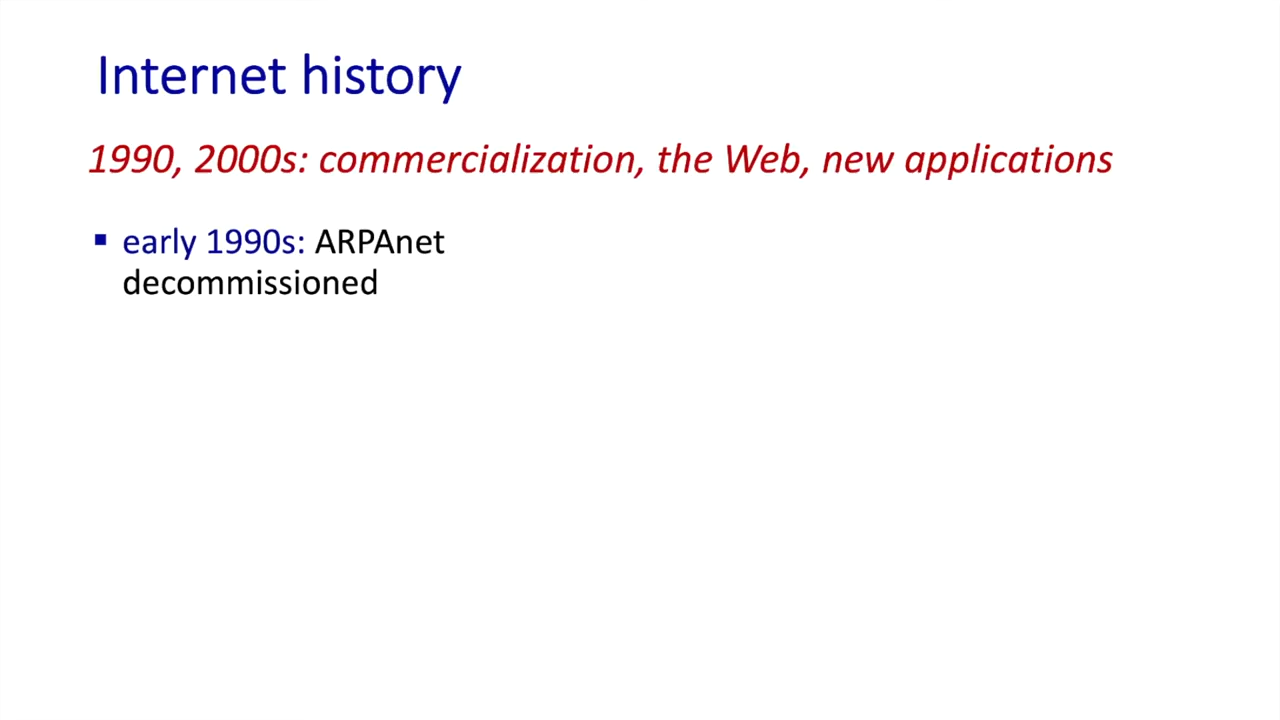 Internet history
1990, 2000s: commercialization, the Web, new applications
▪ early 1990s: ARPAnet
decommissioned